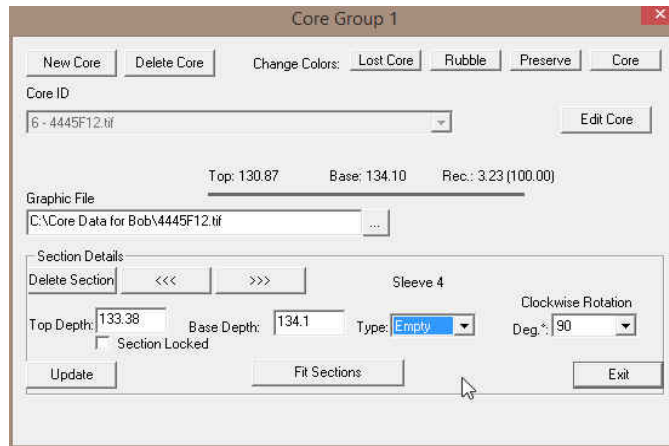 Core Group 1
New Core Delete Core Change Colors: Lost Core Rubble Preserve Core
Core ID
6 - 4445F12.tif Edit Core
Top: 130.87 Base: 134.10 Rec.: 3.23 (100.00)
Graphic File
C:\Core Data for Bob\4445F12.tif ...
Section Details
Delete Section <<< >>> Sleeve 4
Clockwise Rotation
Top Depth: 133.38 Base Depth: 134.1 Type: Empty Deg.*: 90
Section Locked
Update Fit Sections Exit